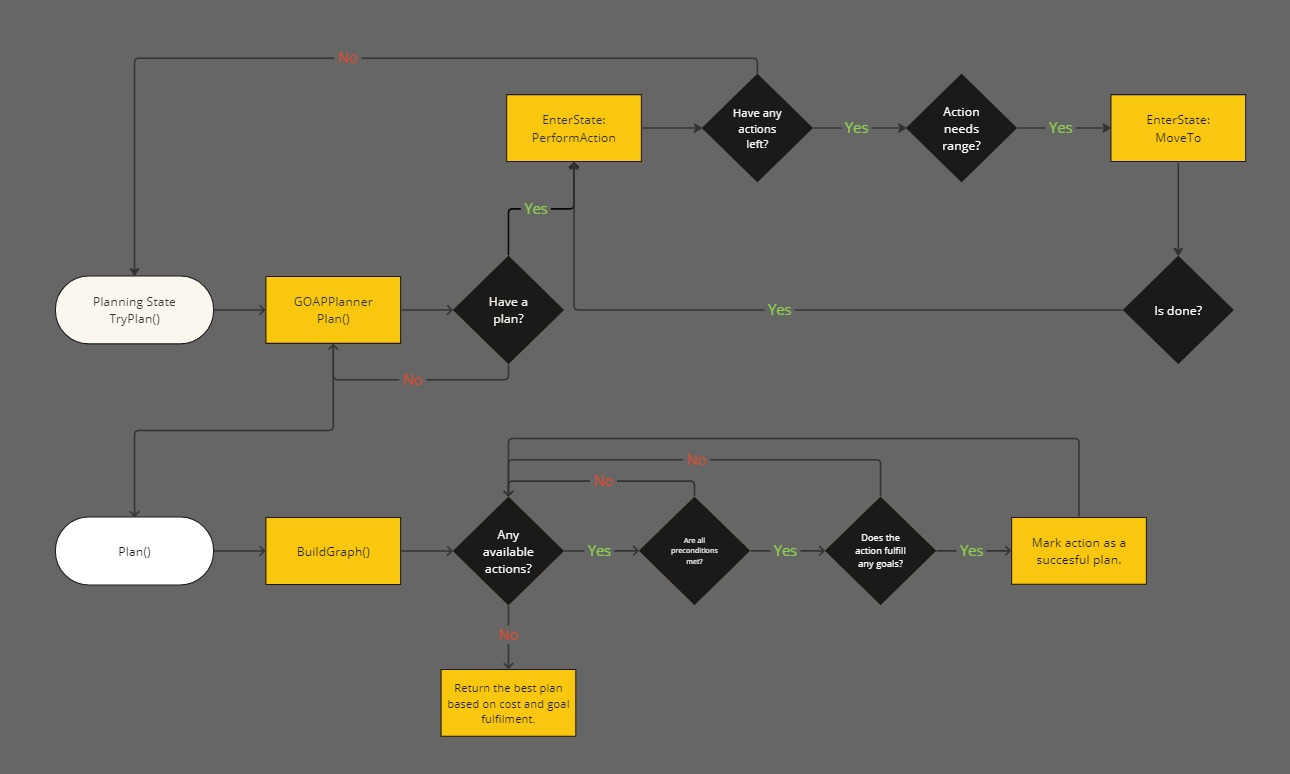 No
EnterState:
PerformAction
Have any
actions
left?
Yes
Action
needs
range?
Yes
EnterState:
MoveTo
Yes
Planning State
TryPlan()
GOAPPlanner
Plan()
Have a
plan?
Yes
Is done?
No
No
No
Plan()
BuildGraph()
Any
available
actions?
Yes
Are all
preconditions
met?
Yes
Does the
action fulfill
any goals?
Yes
Mark action as a
succesful plan.
No
Return the best plan
based on cost and goal
fulfilment.